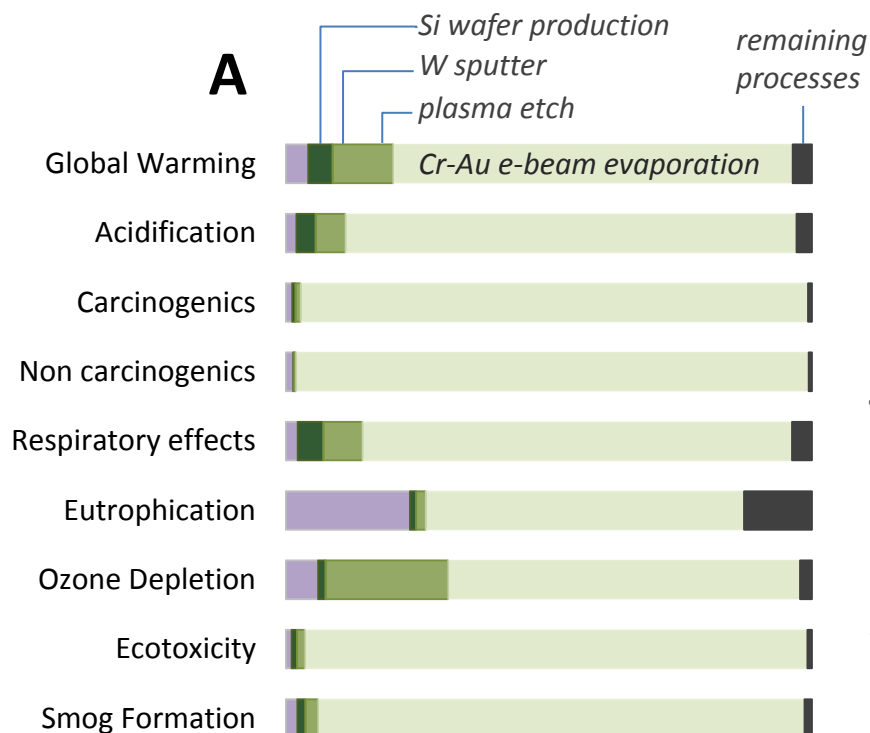 A
Si wafer production
W sputter
plasma etch
remaining
processes
Global Warming
Cr-Au e-beam evaporation
Acidification
Carcinogenics
Non carcinogenics
Respiratory effects
Eutrophication
Ozone Depletion
Ecotoxicity
Smog Formation